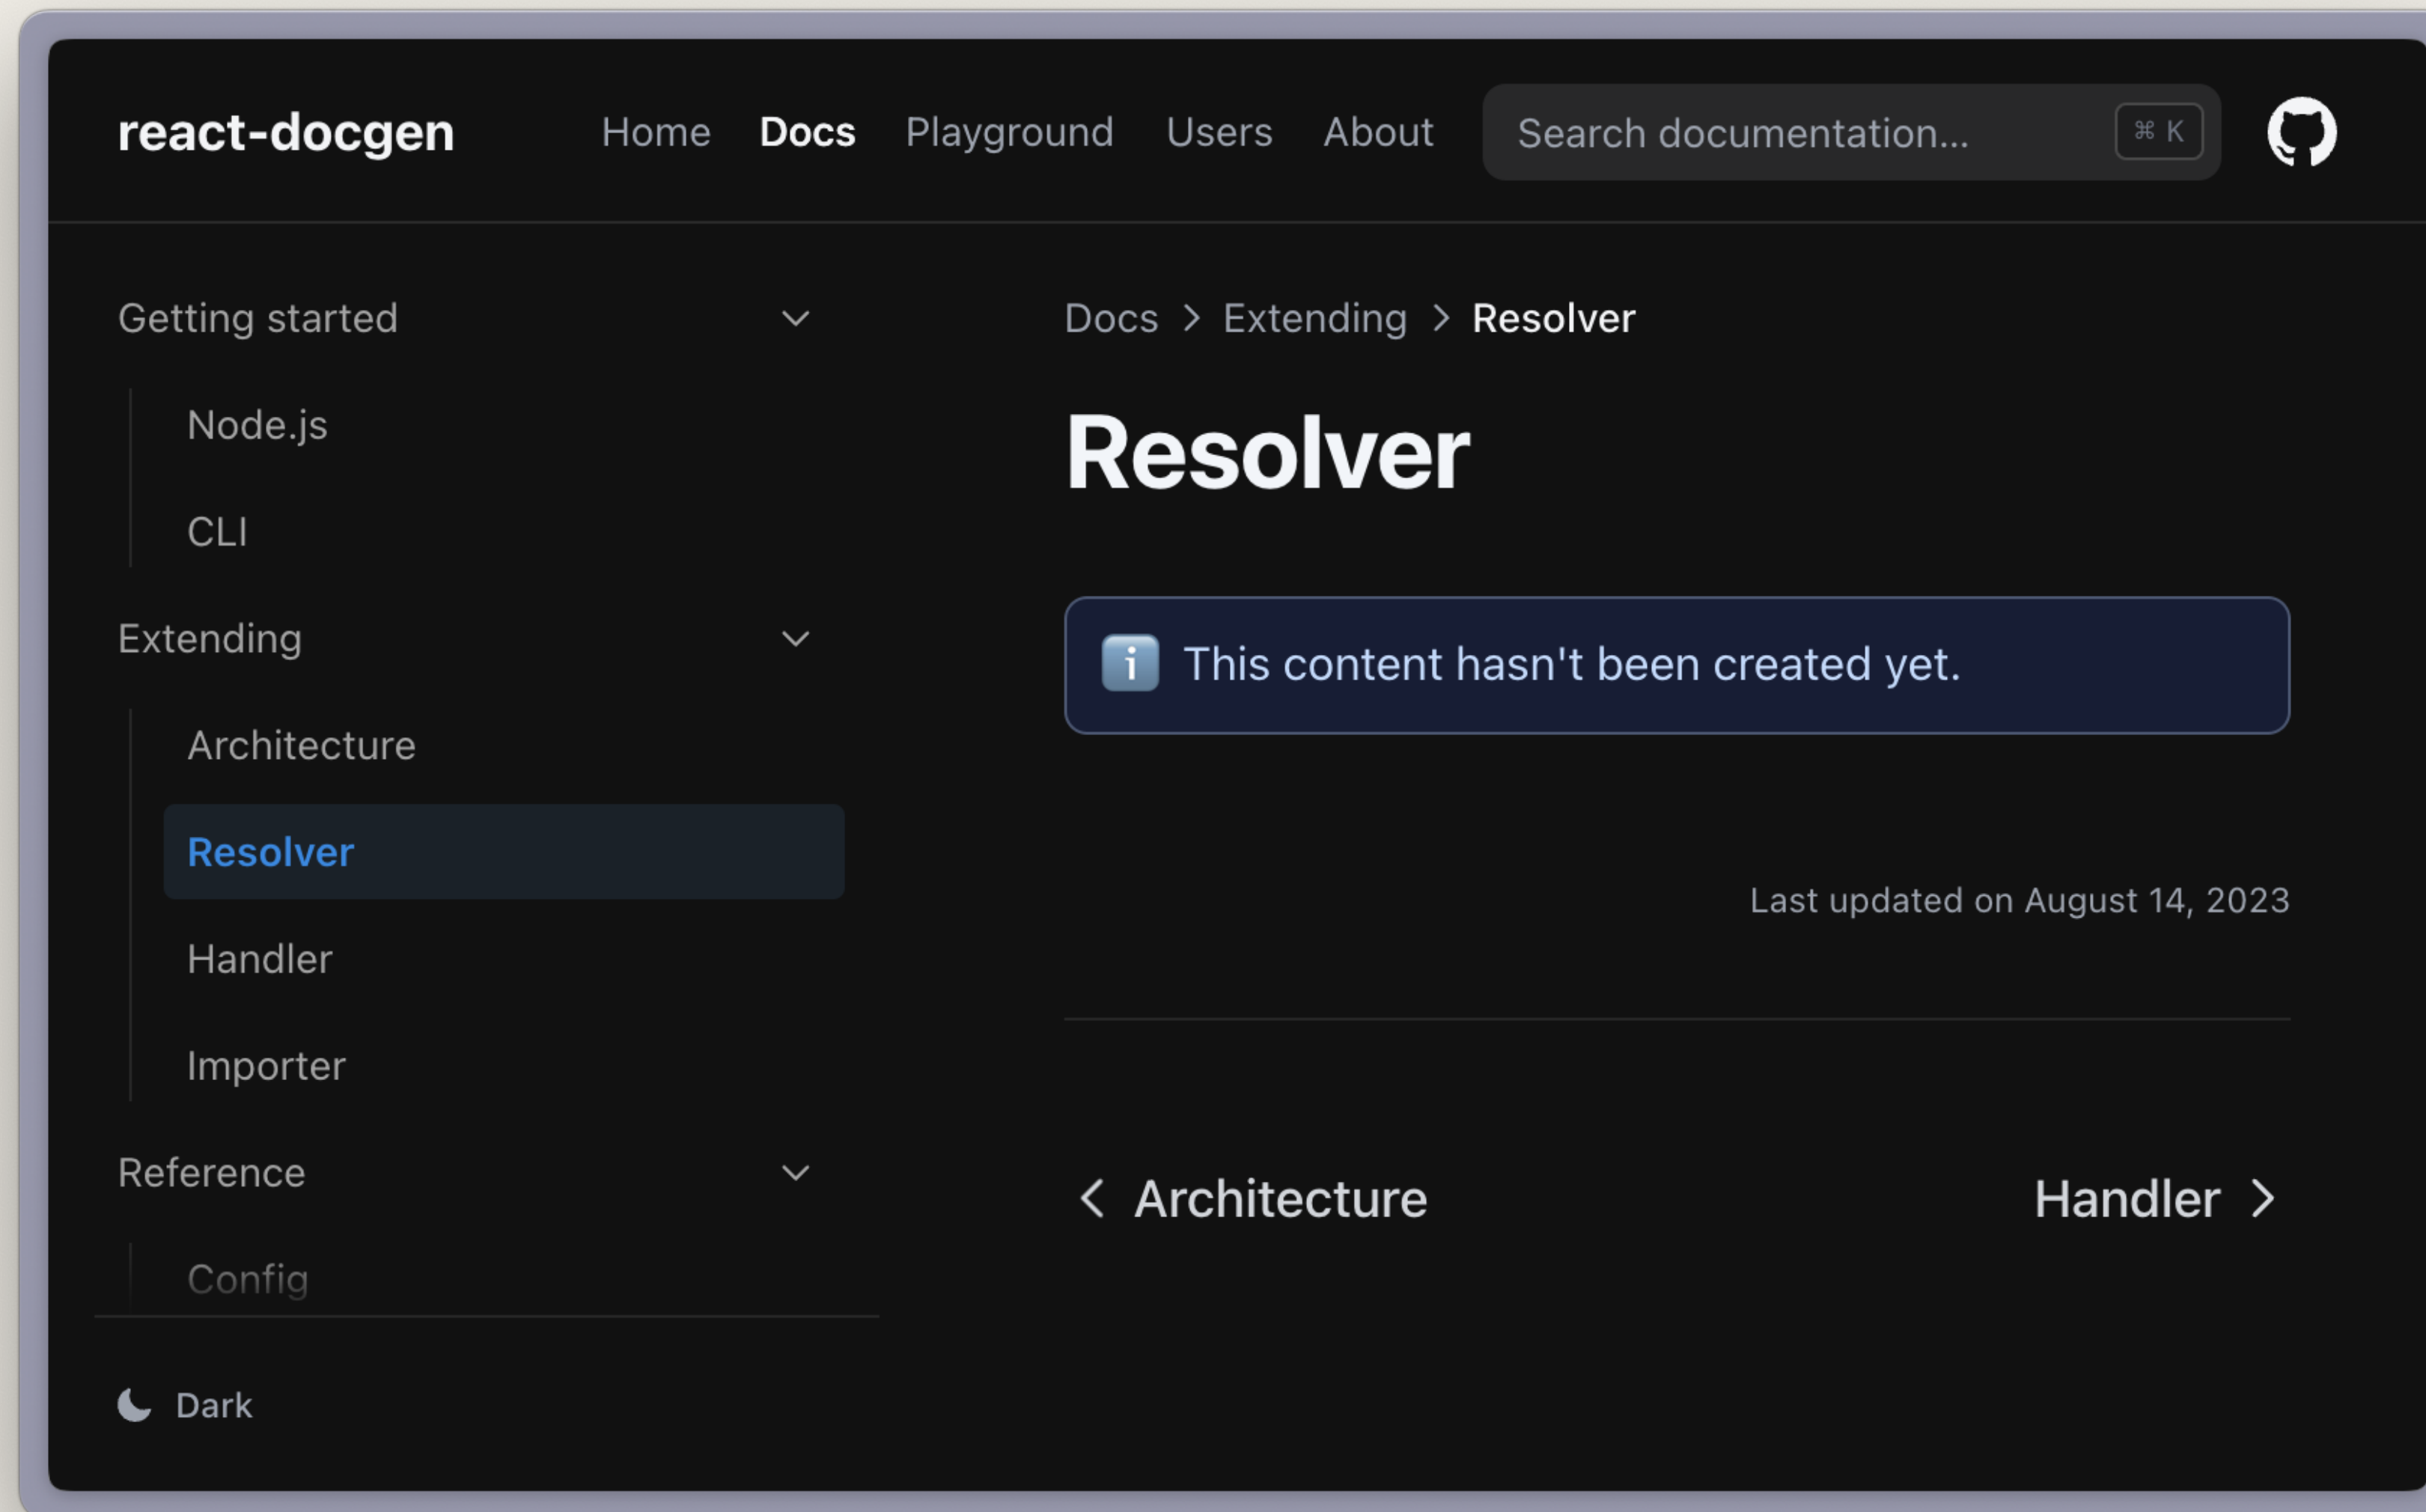 react-docgen Home Docs Playground Users About Search documentation... ⌘ K
Getting started
Node.js
CLI
Extending
Architecture
Resolver
Handler
Importer
Reference
Config
Dark
Docs > Extending > Resolver
Resolver
ℹ️ This content hasn't been created yet.
Last updated on August 14, 2023
Architecture
Handler